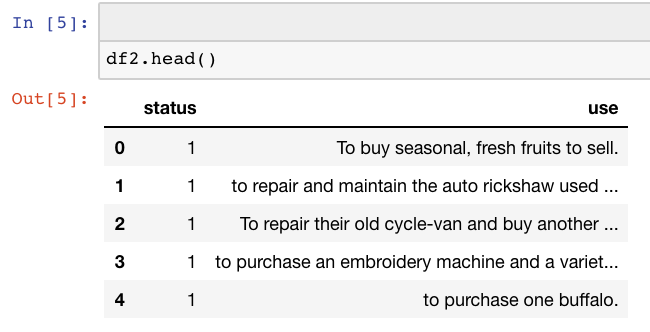 In [5]:
df2.head()
Out[5]:
status use
0 1 To buy seasonal, fresh fruits to sell.
1 1 to repair and maintain the auto rickshaw used ...
2 1 To repair their old cycle-van and buy another ...
3 1 to purchase an embroidery machine and a variet...
4 1 to purchase one buffalo.